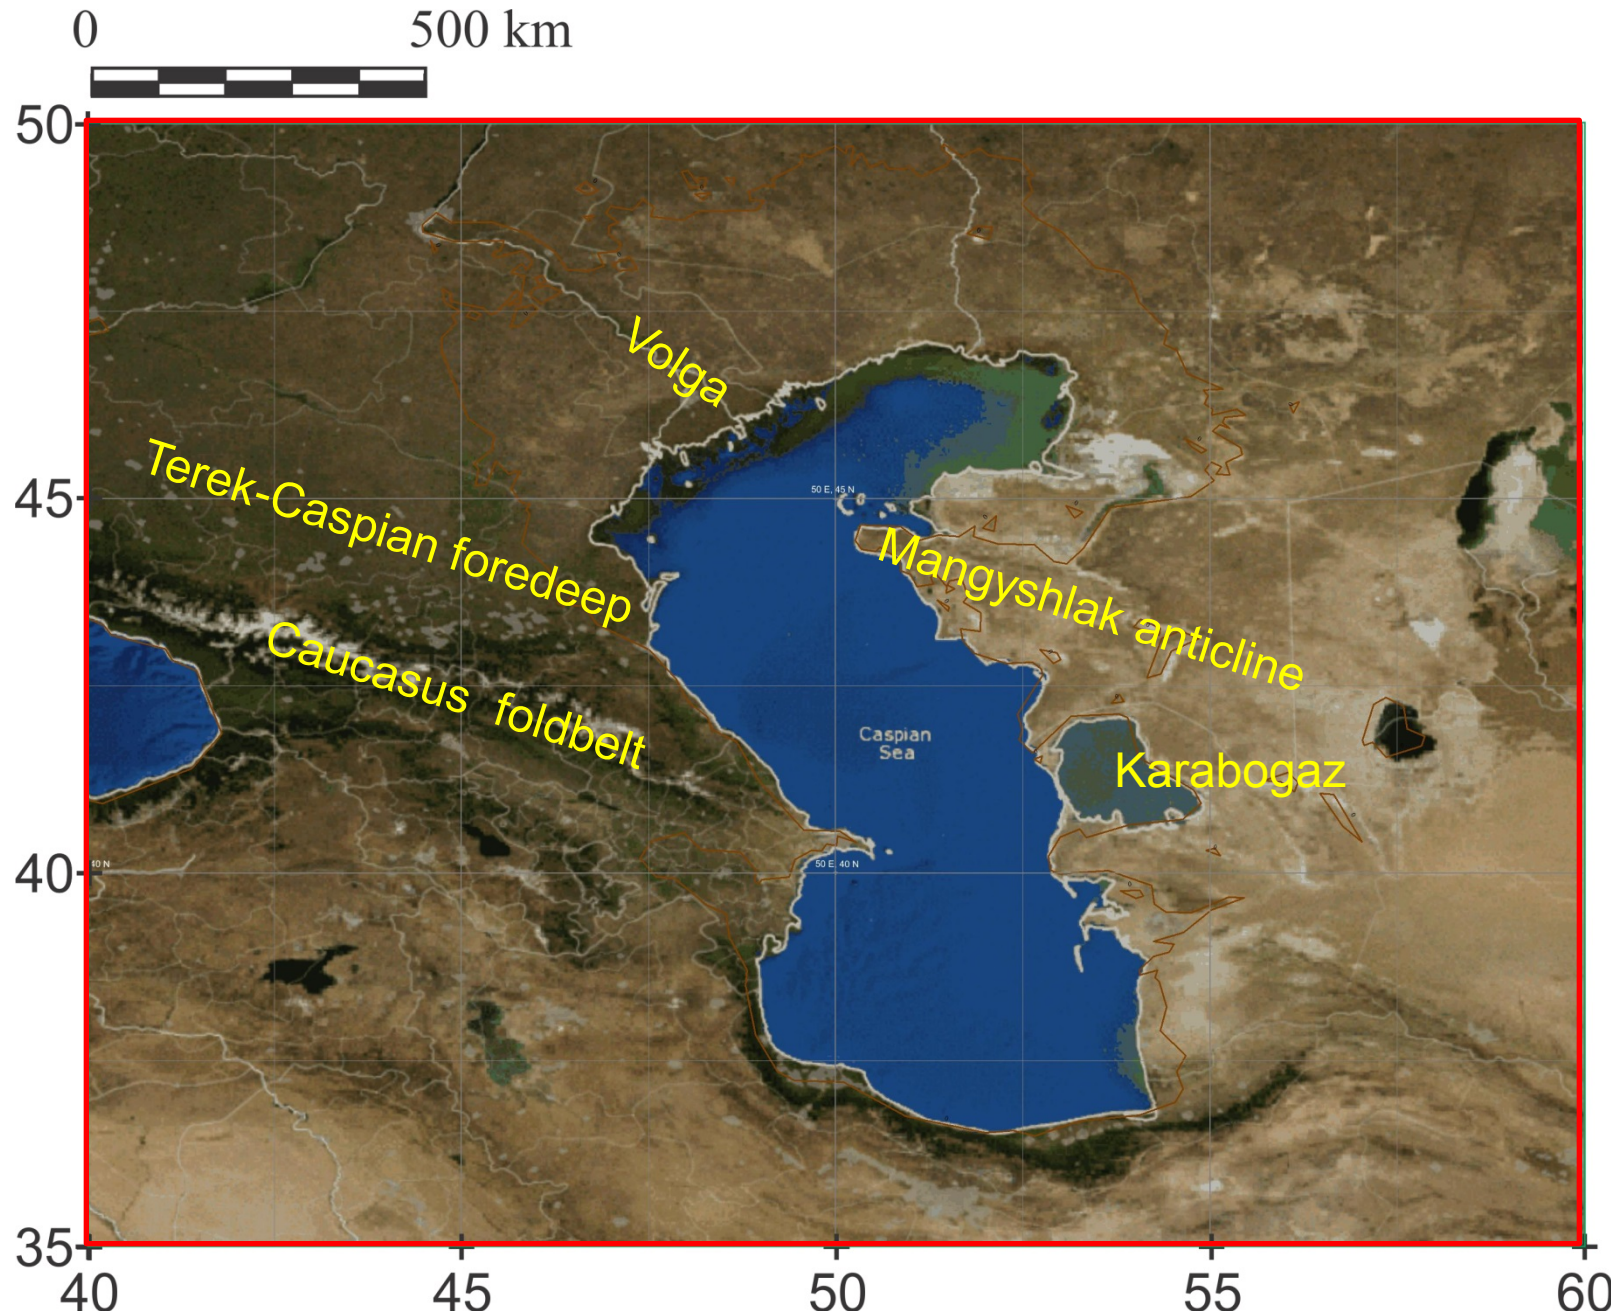 0 500 km
50
Volga
Terek-Caspian foredeep
45
50 E, 45 N
Mangyshlak anticline
Caucasus foldbelt
Caspian
Sea
Karabogaz
40
40 N
50 E, 40 N
35
40 45 50 55 60